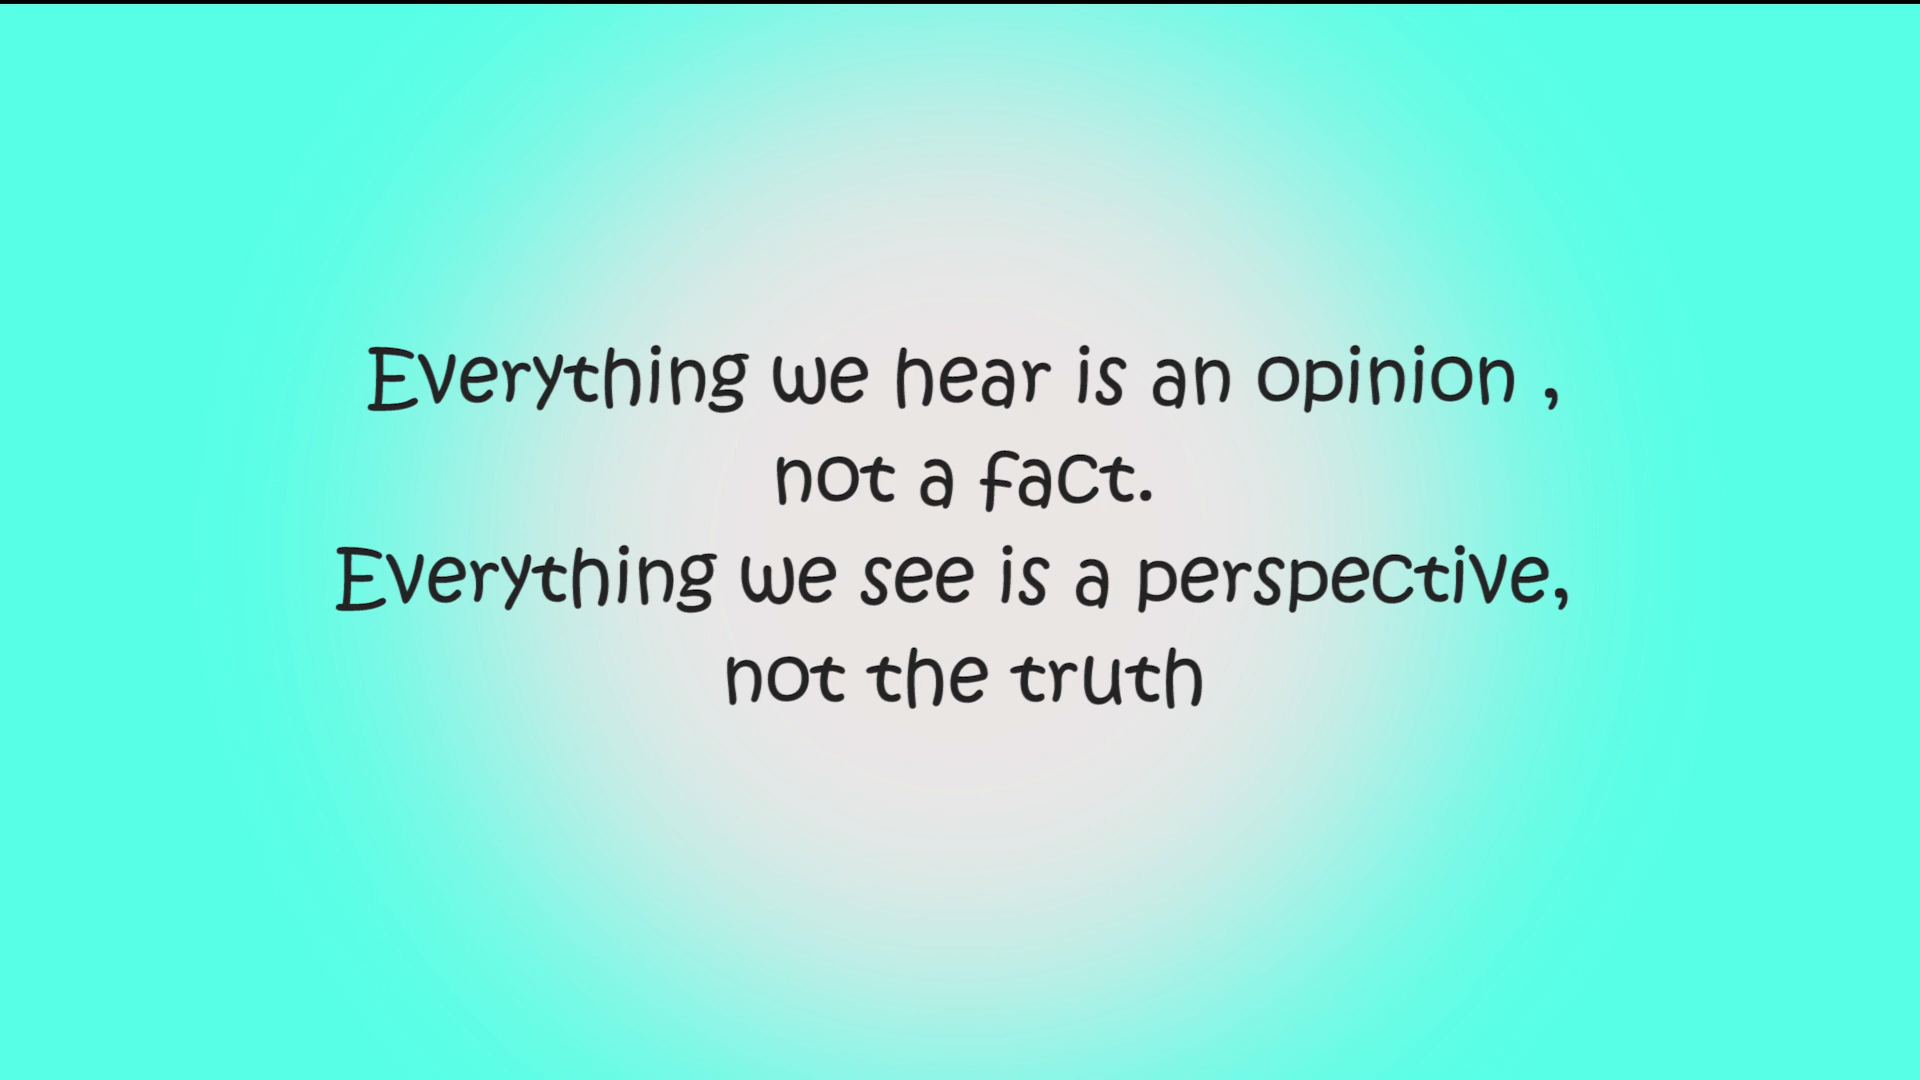 Everything we hear is an opinion ,
not a fact.
Everything we see is a perspective,
not the truth